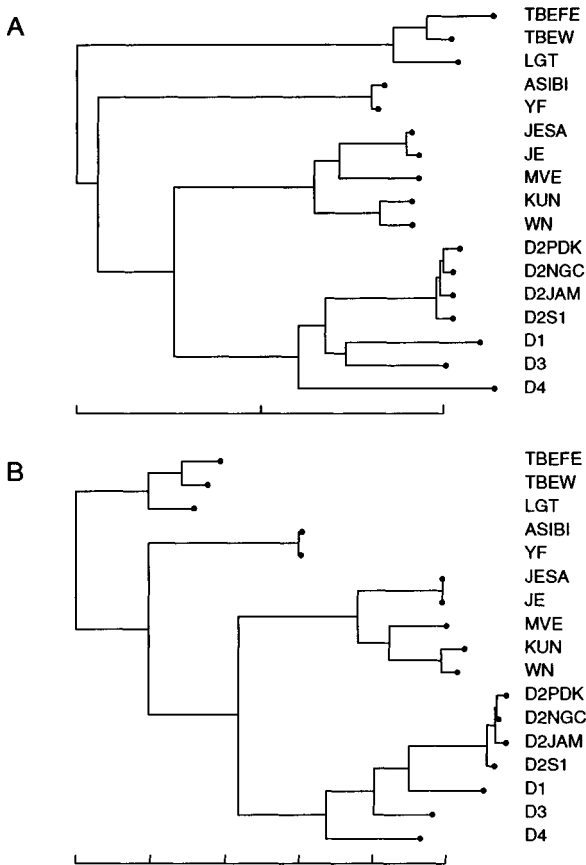 A
TBEFE
TBEW
LGT
ASIBI
YF
JESA
JE
MVE
KUN
WN
D2PDK
D2NGC
D2JAM
D2S1
D1
D3
D4
B
TBEFE
TBEW
LGT
ASIBI
YF
JESA
JE
MVE
KUN
WN
D2PDK
D2NGC
D2JAM
D2S1
D1
D3
D4